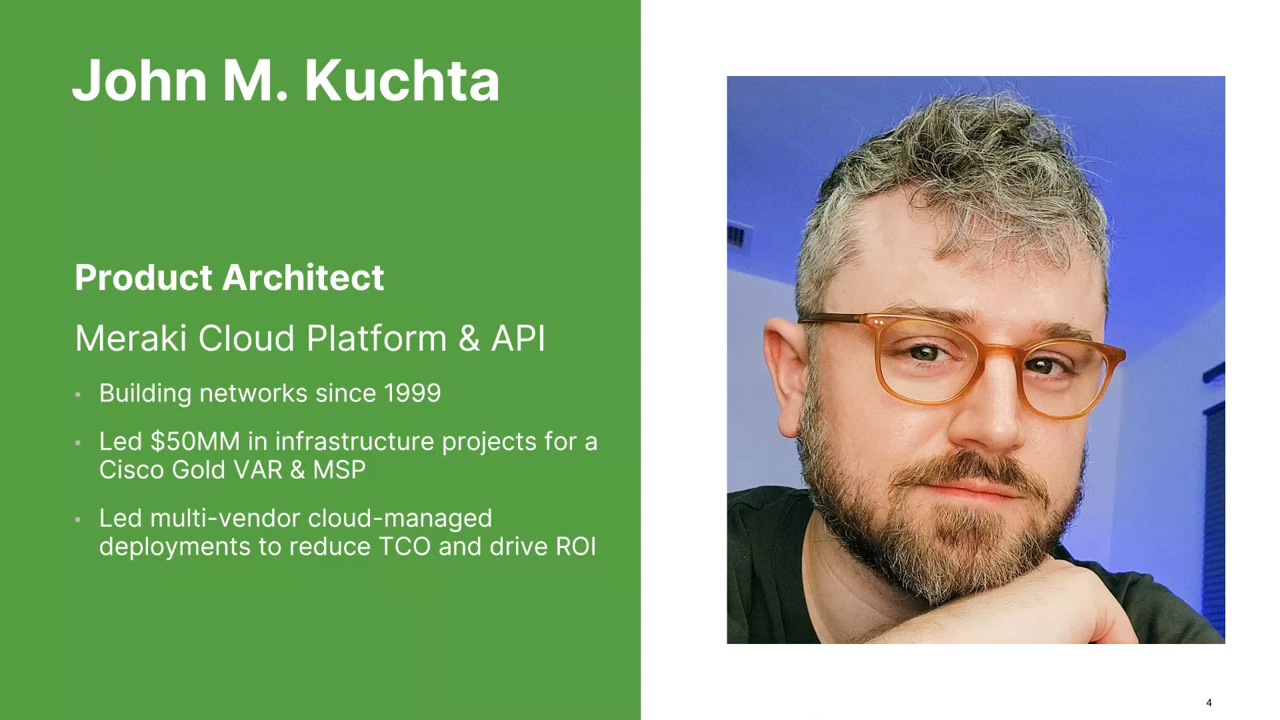 John M. Kuchta
Product Architect
Meraki Cloud Platform & API
• Building networks since 1999
• Led $50MM in infrastructure projects for a
Cisco Gold VAR & MSP
• Led multi-vendor cloud-managed
deployments to reduce TCO and drive ROI
4